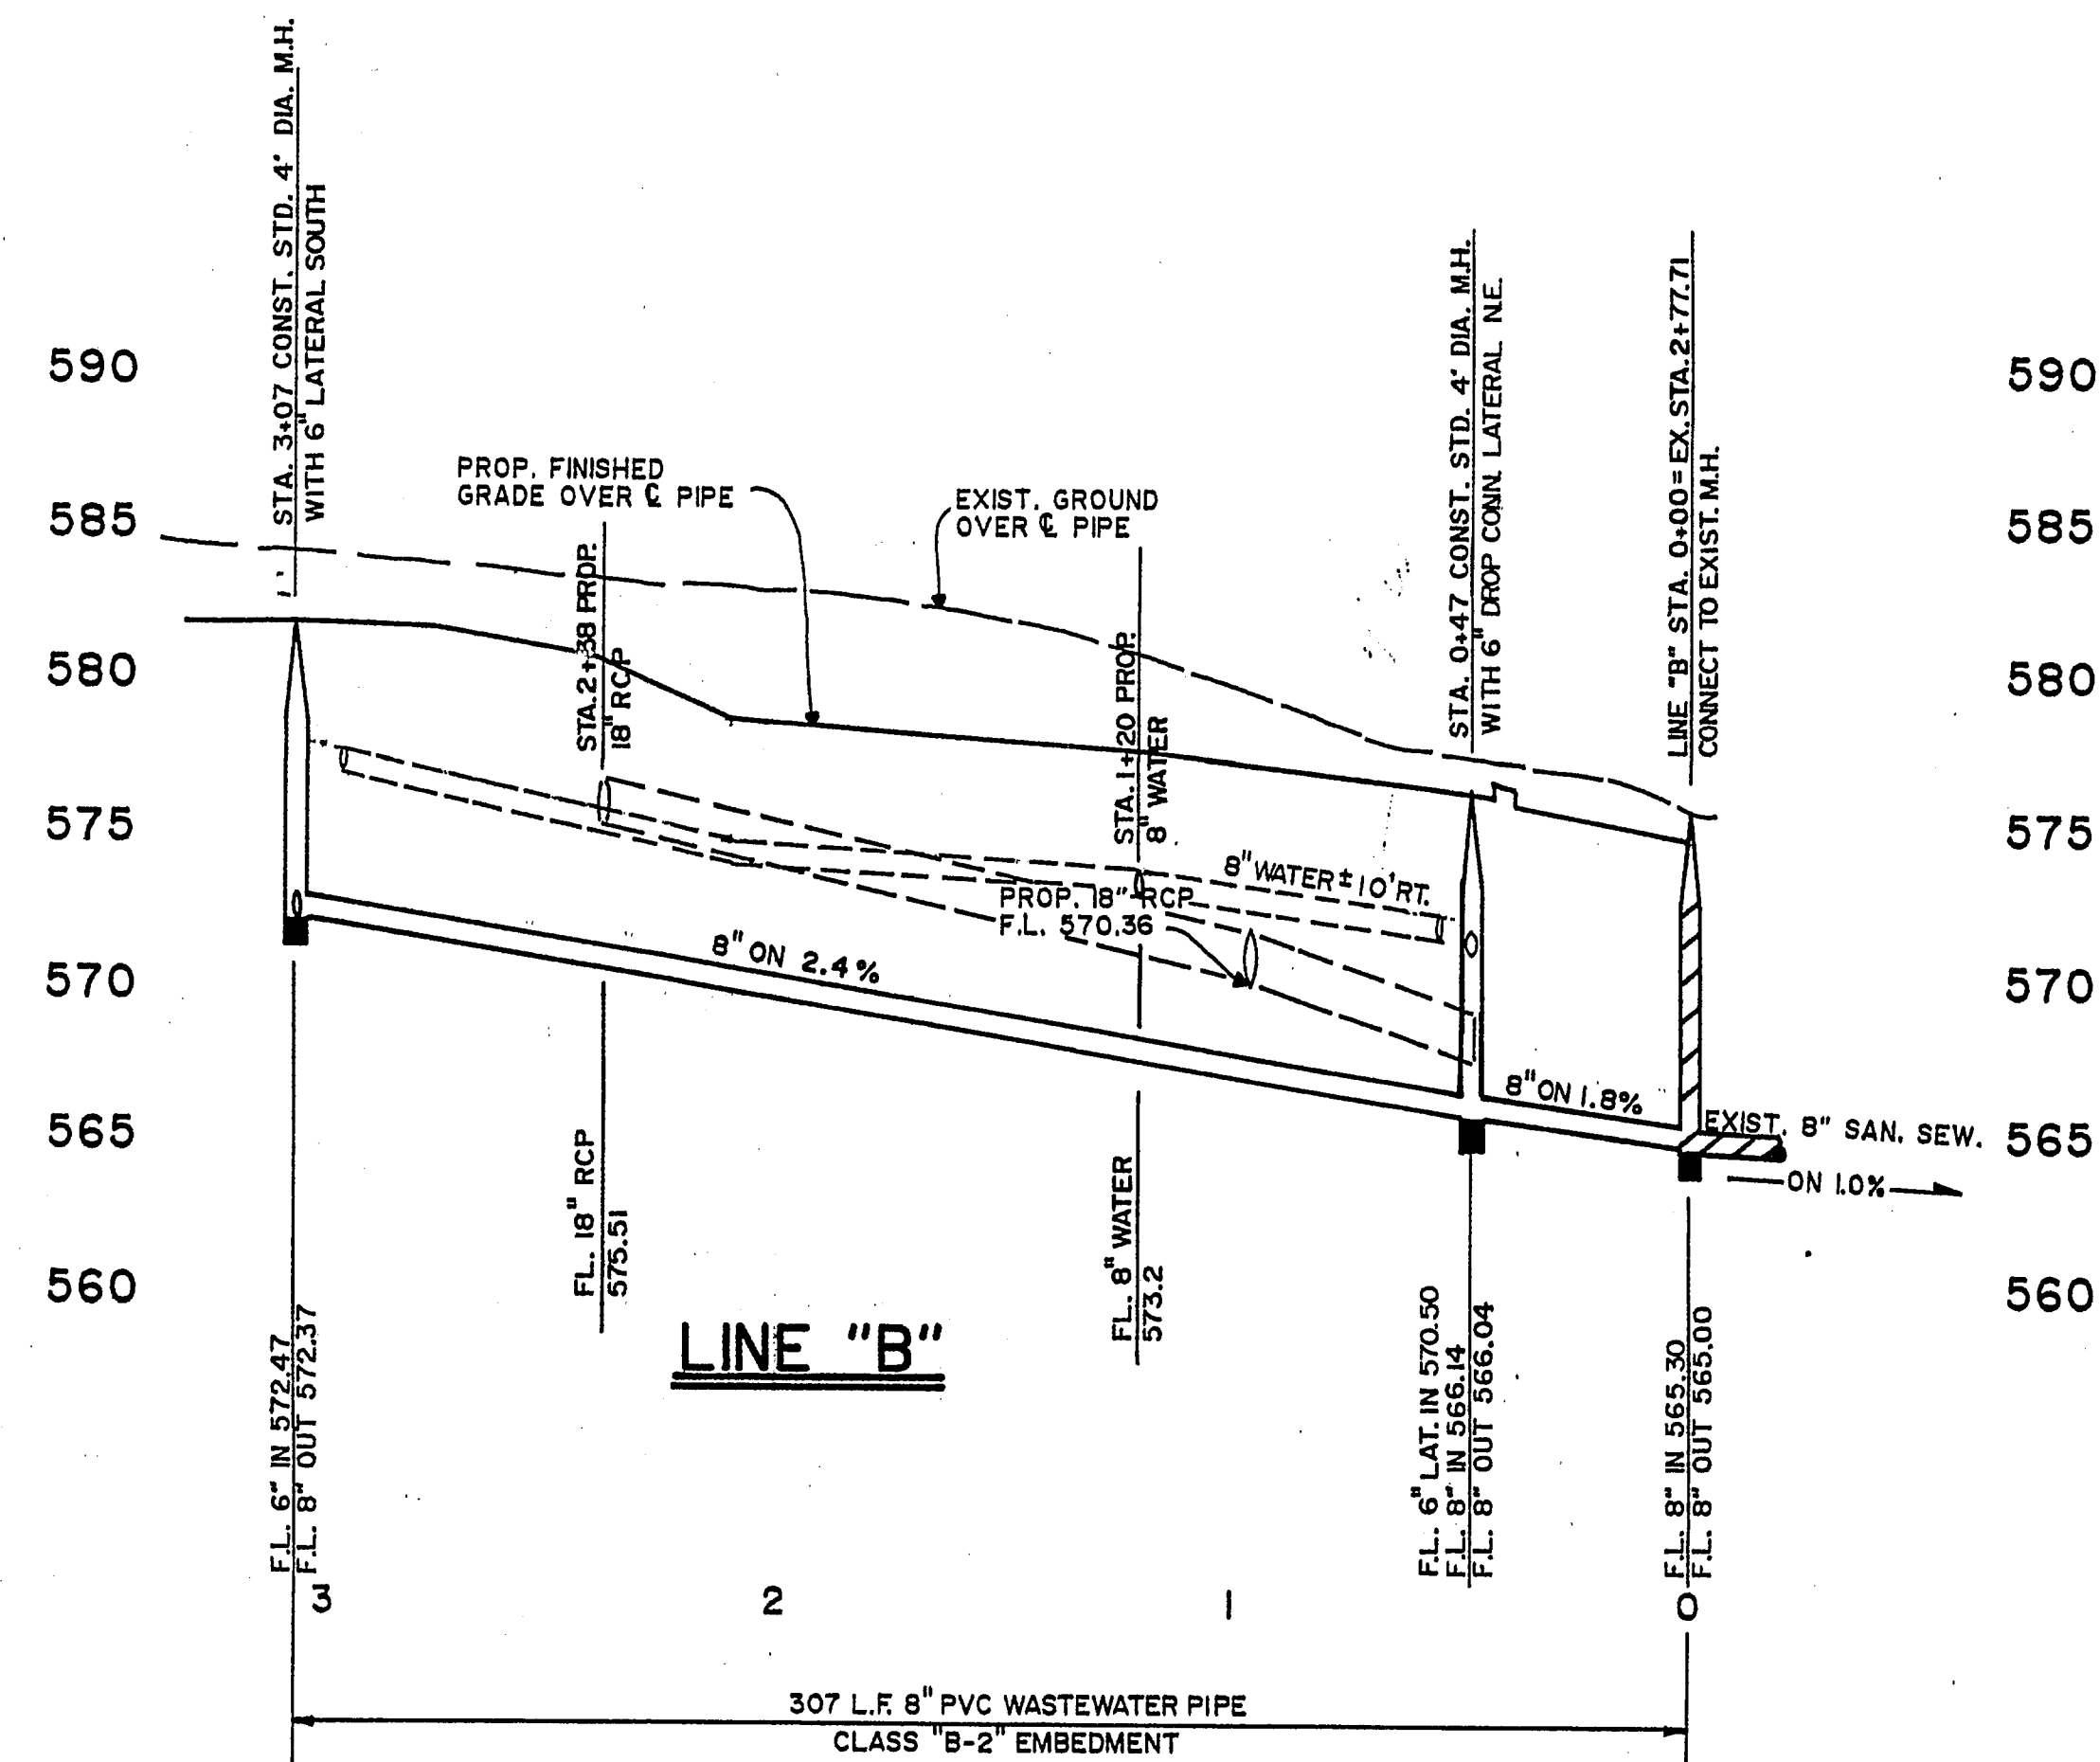 STA. 3+07 CONST. STD. 4' DIA. M.H.
WITH 6" LATERAL SOUTH
STA. 0+47 CONST. STD. 4' DIA. M.H.
WITH 6" DROP CONN. LATERAL N.E.
LINE "B" STA. 0+00=EX.STA.2+77.71
CONNECT TO EXIST. M.H.
590
590
PROP. FINISHED
GRADE OVER ℄ PIPE
EXIST. GROUND
OVER ℄ PIPE
585
585
STA.2+38 PROP.
18" RCP
STA.1+20 PROP.
8" WATER
580
580
575
575
8" WATER ± 10' RT.
PROP. 18" RCP
F.L. 570.36
8" ON 2.4%
570
570
8" ON 1.8%
EXIST. 8" SAN. SEW.
565
565
ON 1.0%
FL. 18" RCP
575.51
FL. 8" WATER
573.2
560
560
LINE "B"
F.L. 6" IN 572.47
F.L. 8" OUT 572.37
F.L. 6" LAT. IN 570.50
F.L. 8" IN 566.14
F.L. 8" OUT 566.04
F.L. 8" IN 565.30
F.L. 8" OUT 565.00
3
2
1
0
307 L.F. 8" PVC WASTEWATER PIPE
CLASS "B-2" EMBEDMENT